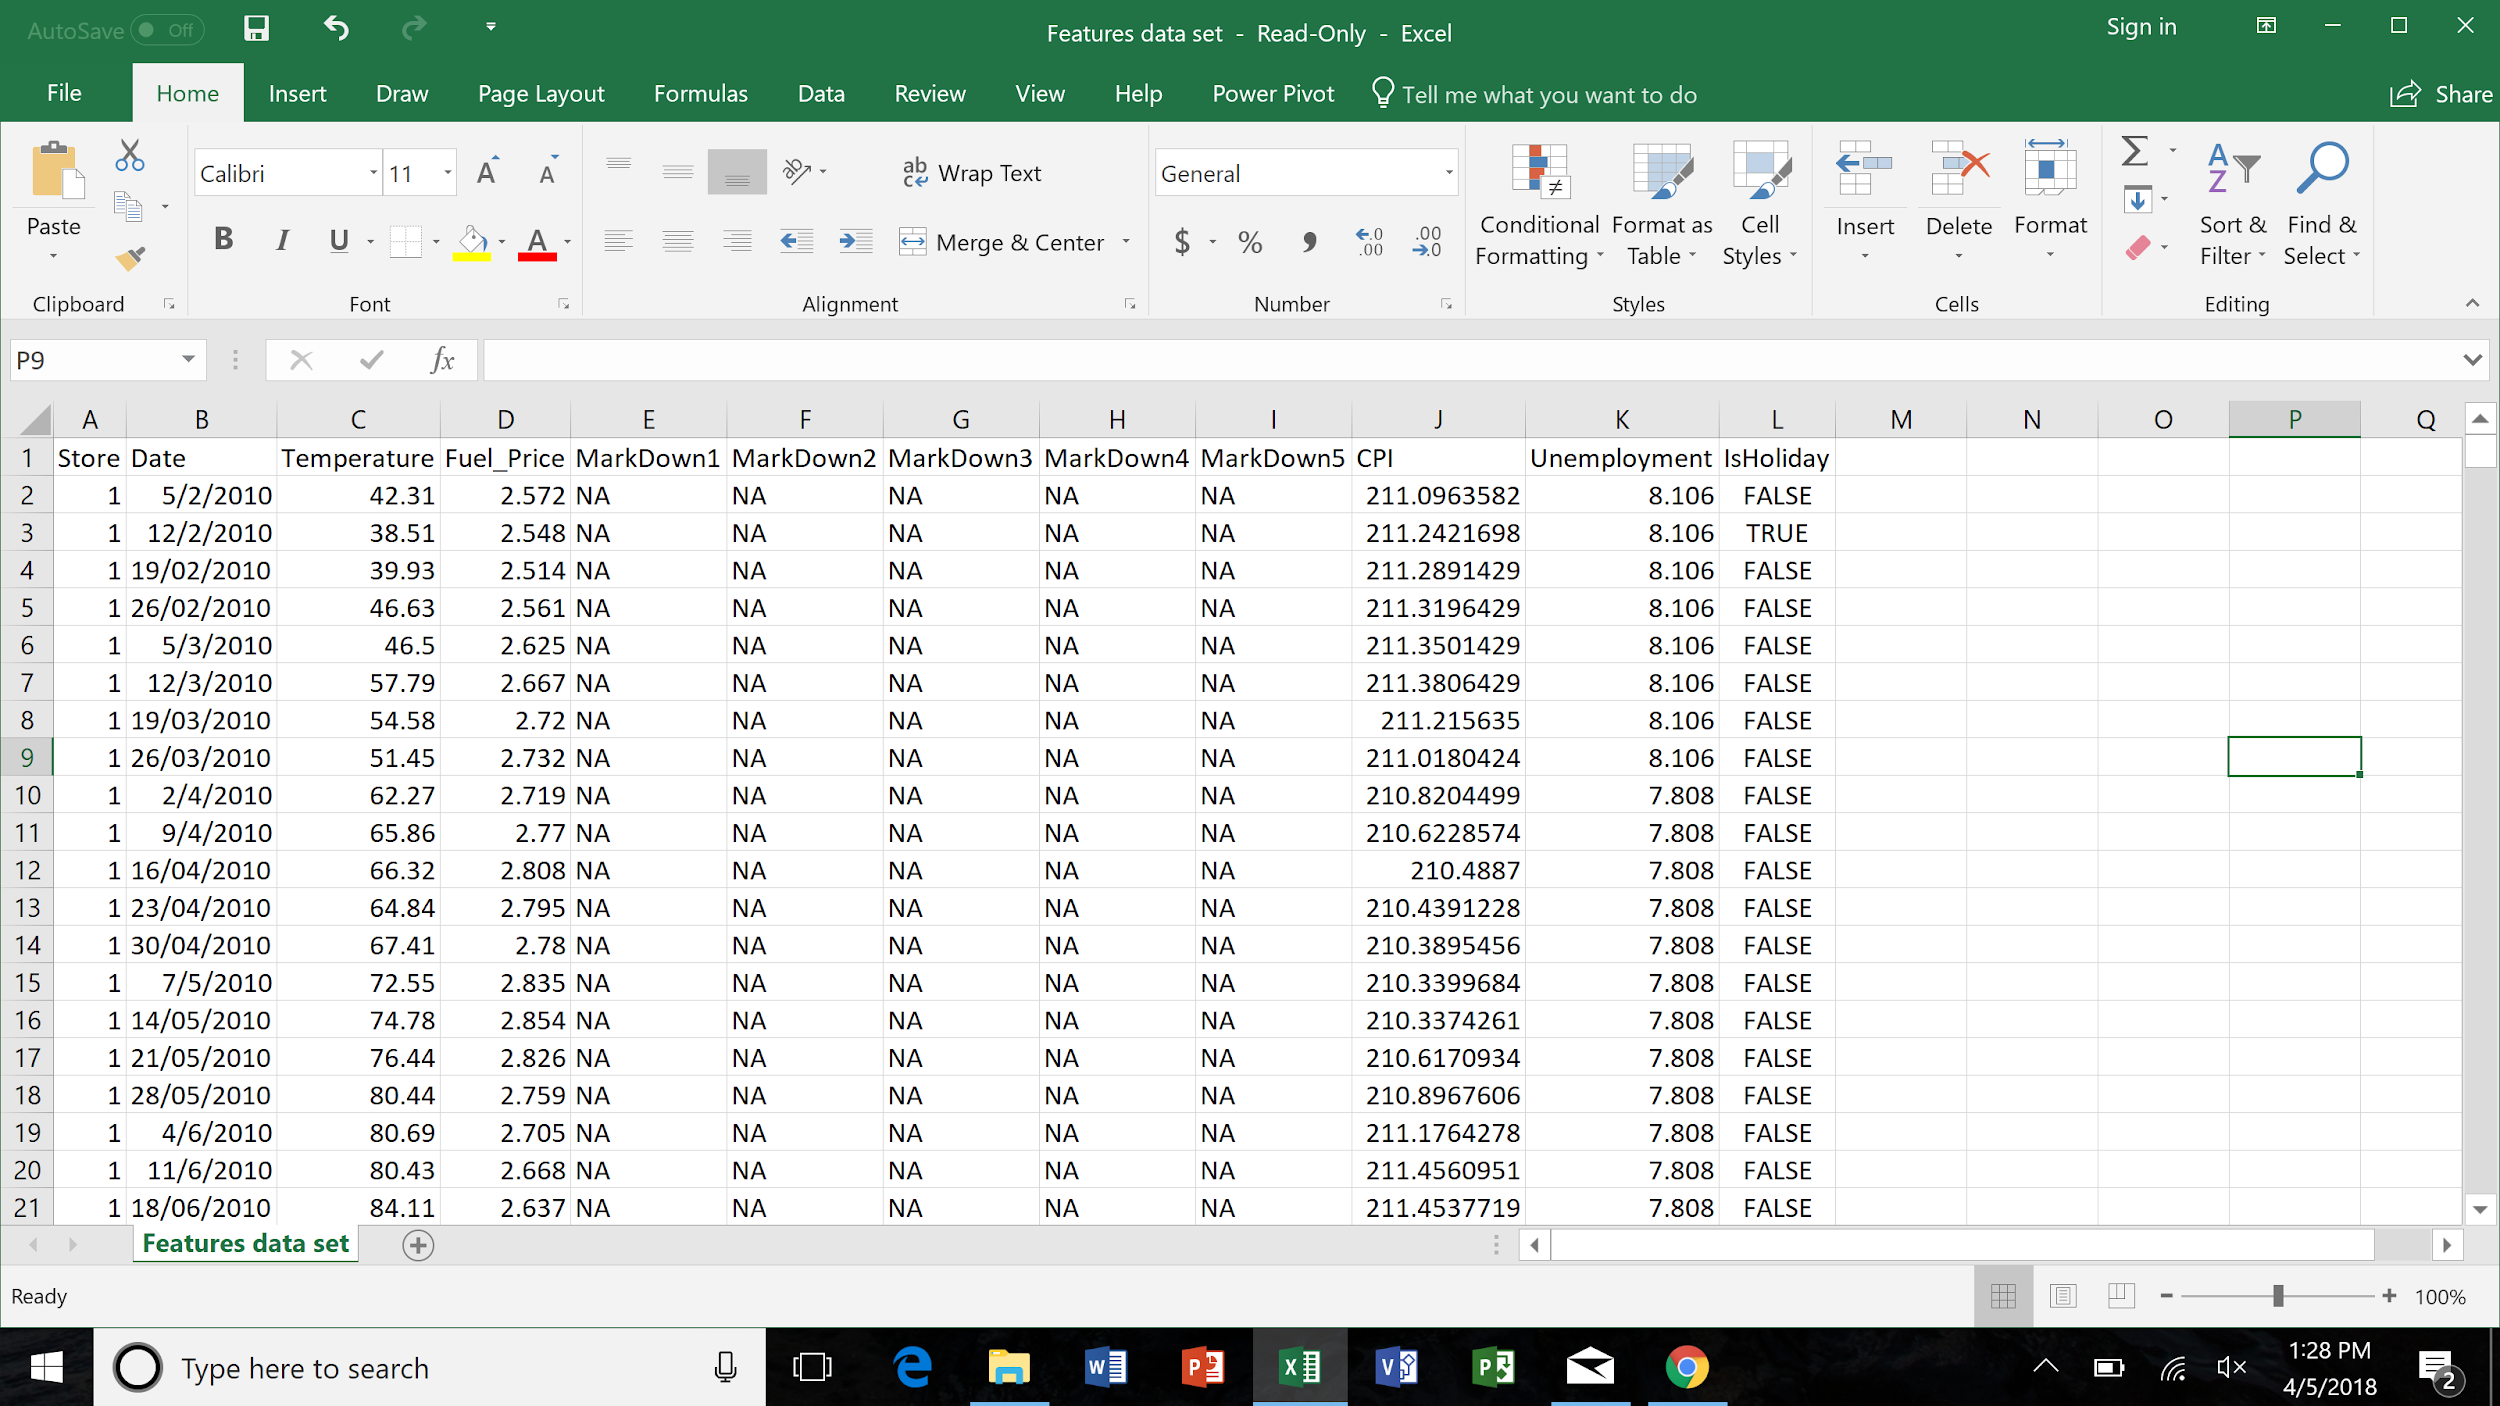 AutoSave Off
Features data set - Read-Only - Excel
Sign in
File Home Insert Draw Page Layout Formulas Data Review View Help Power Pivot Tell me what you want to do Share
Calibri 11 A A ab Wrap Text General
Paste B I U A Merge & Center $ % , .0 .00 .00 .0
Conditional Formatting Format as Table Cell Styles Insert Delete Format Sort & Filter Find & Select
Clipboard Font Alignment Number Styles Cells Editing
P9 fx
A B C D E F G H I J K L M N O P Q
1 Store Date Temperature Fuel_Price MarkDown1 MarkDown2 MarkDown3 MarkDown4 MarkDown5 CPI Unemployment IsHoliday
2 1 5/2/2010 42.31 2.572 NA NA NA NA NA 211.0963582 8.106 FALSE
3 1 12/2/2010 38.51 2.548 NA NA NA NA NA 211.2421698 8.106 TRUE
4 1 19/02/2010 39.93 2.514 NA NA NA NA NA 211.2891429 8.106 FALSE
5 1 26/02/2010 46.63 2.561 NA NA NA NA NA 211.3196429 8.106 FALSE
6 1 5/3/2010 46.5 2.625 NA NA NA NA NA 211.3501429 8.106 FALSE
7 1 12/3/2010 57.79 2.667 NA NA NA NA NA 211.3806429 8.106 FALSE
8 1 19/03/2010 54.58 2.72 NA NA NA NA NA 211.215635 8.106 FALSE
9 1 26/03/2010 51.45 2.732 NA NA NA NA NA 211.0180424 8.106 FALSE
10 1 2/4/2010 62.27 2.719 NA NA NA NA NA 210.8204499 7.808 FALSE
11 1 9/4/2010 65.86 2.77 NA NA NA NA NA 210.6228574 7.808 FALSE
12 1 16/04/2010 66.32 2.808 NA NA NA NA NA 210.4887 7.808 FALSE
13 1 23/04/2010 64.84 2.795 NA NA NA NA NA 210.4391228 7.808 FALSE
14 1 30/04/2010 67.41 2.78 NA NA NA NA NA 210.3895456 7.808 FALSE
15 1 7/5/2010 72.55 2.835 NA NA NA NA NA 210.3399684 7.808 FALSE
16 1 14/05/2010 74.78 2.854 NA NA NA NA NA 210.3374261 7.808 FALSE
17 1 21/05/2010 76.44 2.826 NA NA NA NA NA 210.6170934 7.808 FALSE
18 1 28/05/2010 80.44 2.759 NA NA NA NA NA 210.8967606 7.808 FALSE
19 1 4/6/2010 80.69 2.705 NA NA NA NA NA 211.1764278 7.808 FALSE
20 1 11/6/2010 80.43 2.668 NA NA NA NA NA 211.4560951 7.808 FALSE
21 1 18/06/2010 84.11 2.637 NA NA NA NA NA 211.4537719 7.808 FALSE
Features data set
Ready 100%
Type here to search
1:28 PM
4/5/2018
2